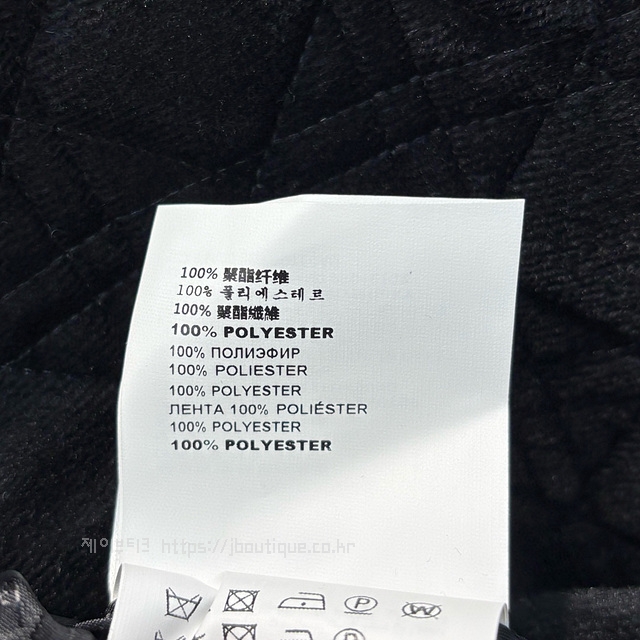 100% 聚酯纤维
100% 폴리에스테르
100% 聚酯纖維
100% POLYESTER
100% ПОЛИЭФИР
100% POLIESTER
100% POLYESTER
ЛЕНТА 100% POLIÉSTER
100% POLYESTER
100% POLYESTER
제이부티크 https://jboutique.co.kr
P W